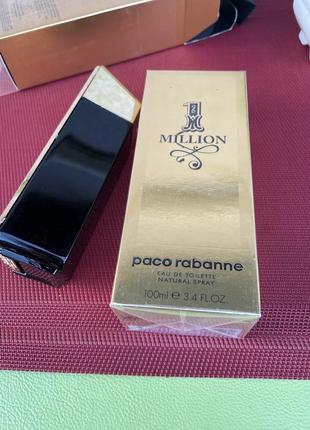 1
MILLION
paco rabanne
EAU DE TOILETTE
NATURAL SPRAY
100ml ℮ 3.4 FL.OZ.